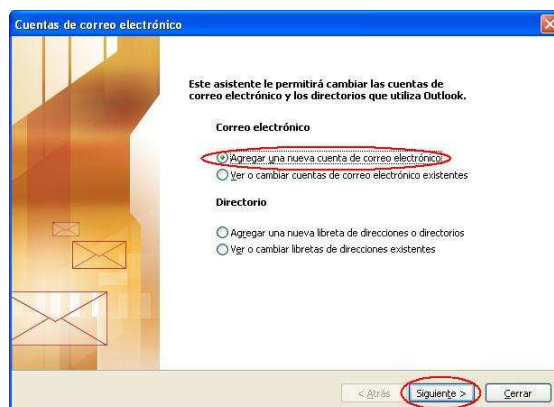 Cuentas de correo electrónico
Este asistente le permitirá cambiar las cuentas de
correo electrónico y los directorios que utiliza Outlook.
Correo electrónico
Agregar una nueva cuenta de correo electrónico
Ver o cambiar cuentas de correo electrónico existentes
Directorio
Agregar una nueva libreta de direcciones o directorios
Ver o cambiar libretas de direcciones existentes
< Atrás Siguiente > Cerrar